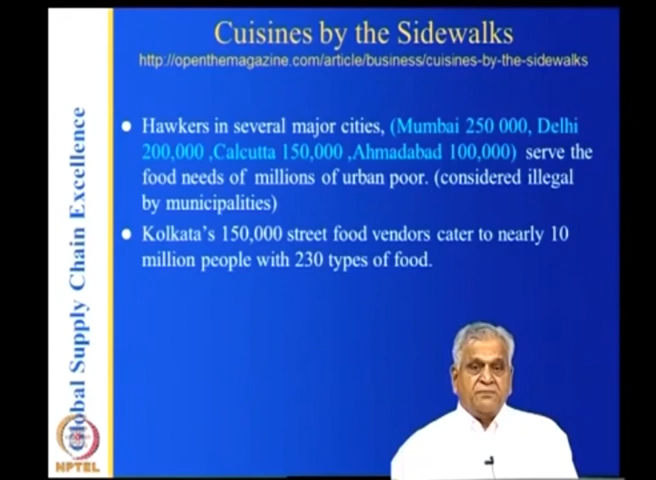 Cuisines by the Sidewalks
http://openthemagazine.com/article/business/cuisines-by-the-sidewalks
Hawkers in several major cities, (Mumbai 250 000, Delhi
200,000 ,Calcutta 150,000 ,Ahmadabad 100,000) serve the
food needs of millions of urban poor. (considered illegal
by municipalities)
Kolkata's 150,000 street food vendors cater to nearly 10
million people with 230 types of food.
Global Supply Chain Excellence
NPTEL